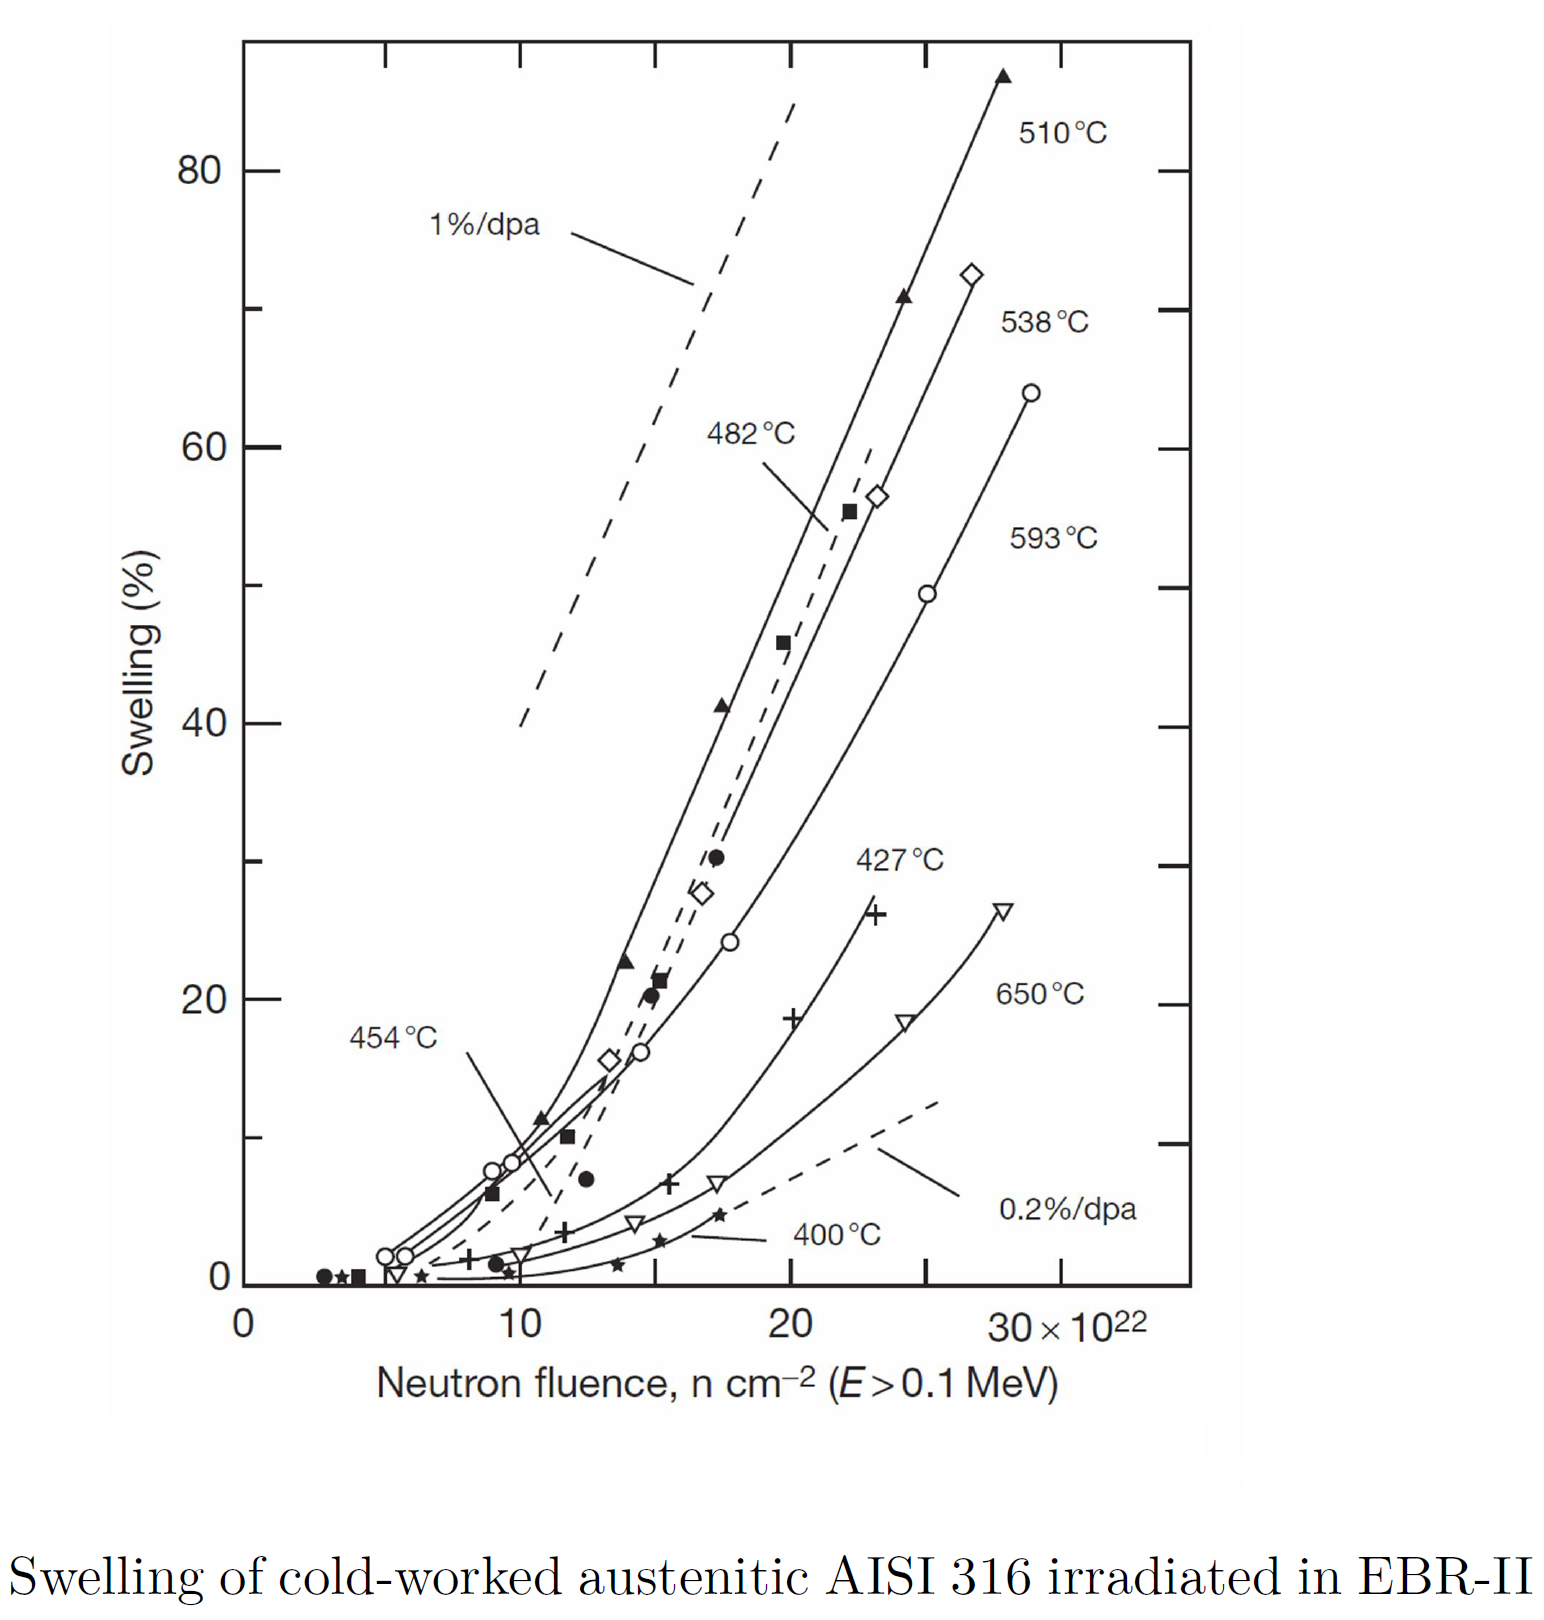 80
60
40
20
0
Swelling (%)
1%/dpa
510 °C
538 °C
482 °C
593 °C
427 °C
650 °C
454 °C
400 °C
0.2%/dpa
0
10
20
30 × 10²²
Neutron fluence, n cm⁻² (E > 0.1 MeV)
Swelling of cold-worked austenitic AISI 316 irradiated in EBR-II